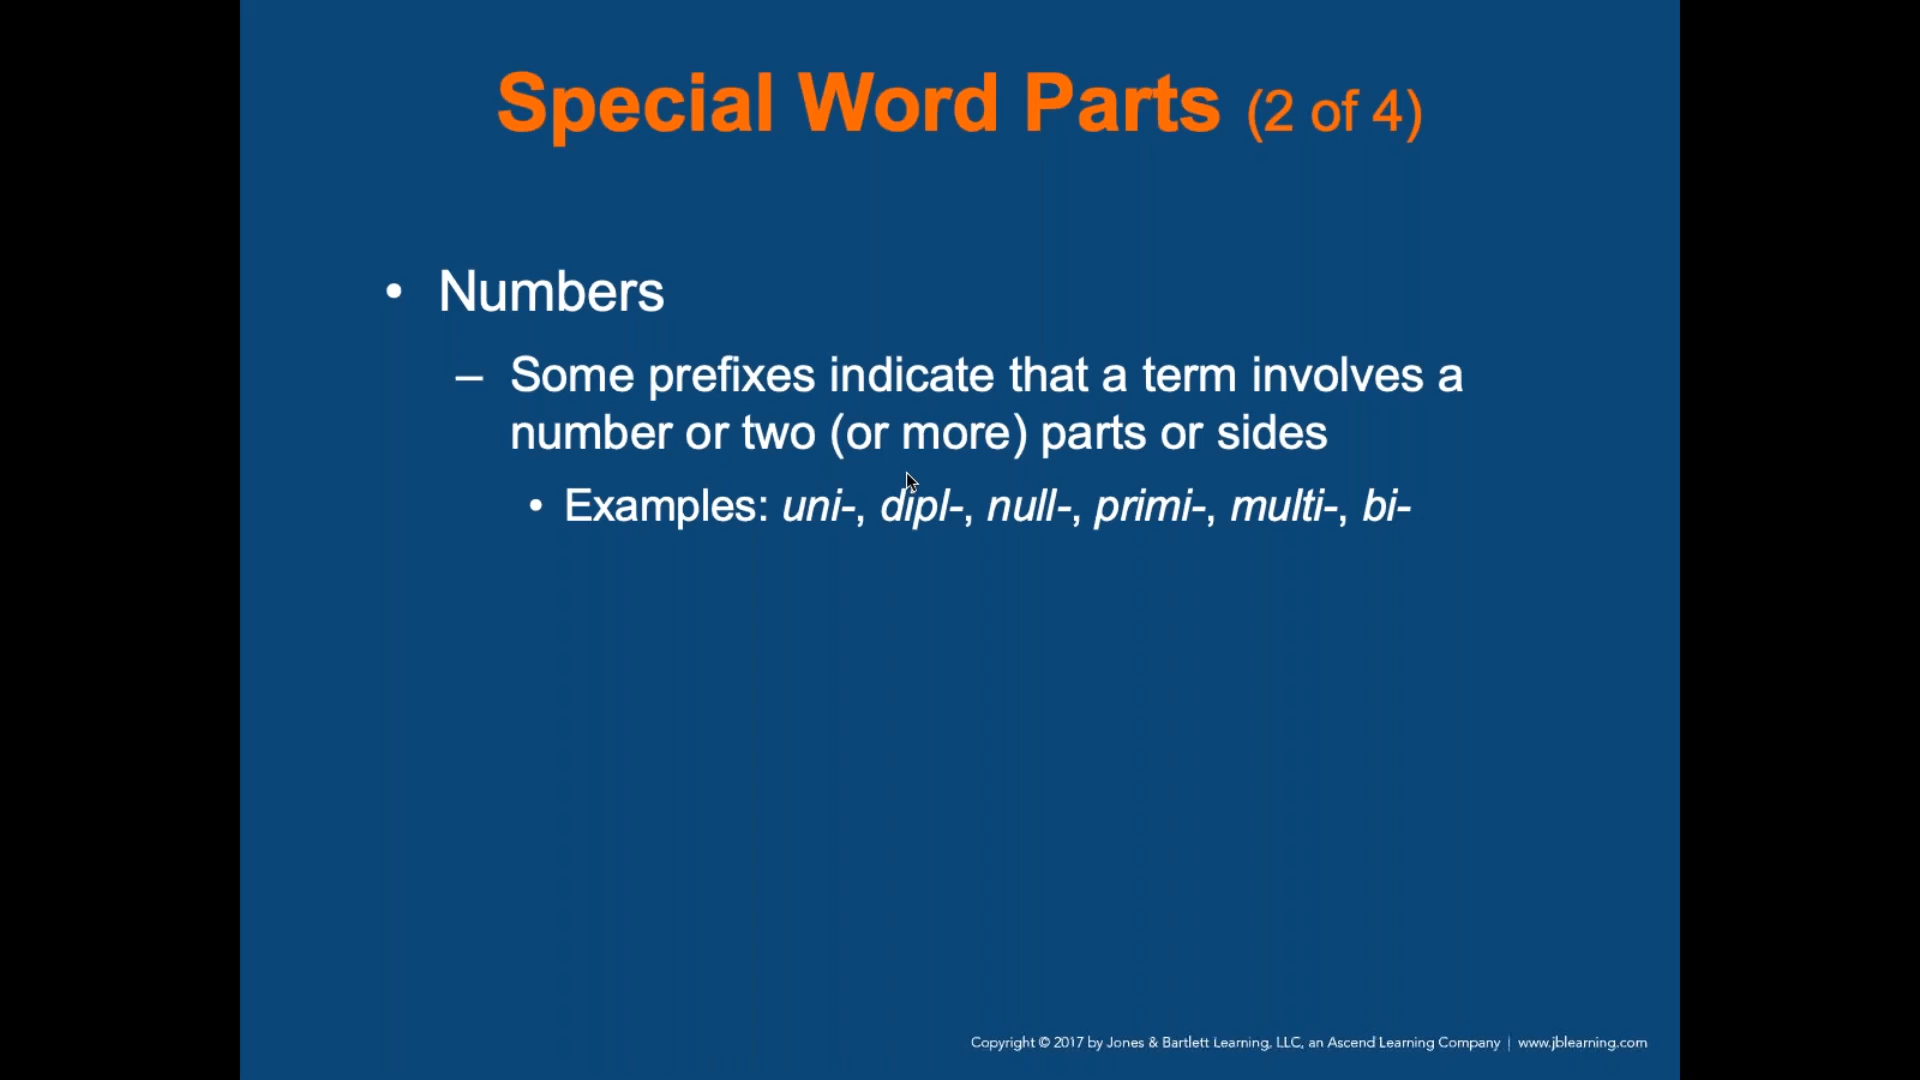 Special Word Parts (2 of 4)
• Numbers
– Some prefixes indicate that a term involves a
number or two (or more) parts or sides
• Examples: uni-, dipl-, null-, primi-, multi-, bi-
Copyright © 2017 by Jones & Bartlett Learning, LLC, an Ascend Learning Company | www.jblearning.com